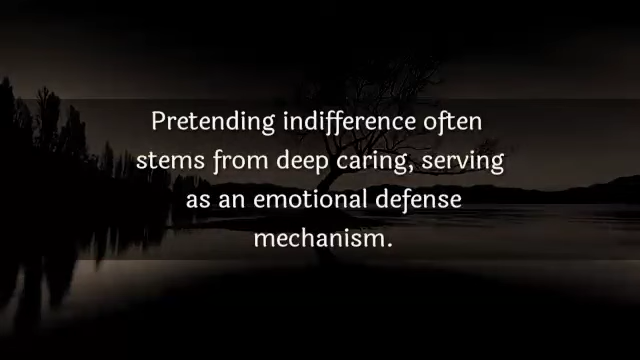 Pretending indifference often
stems from deep caring, serving
as an emotional defense
mechanism.